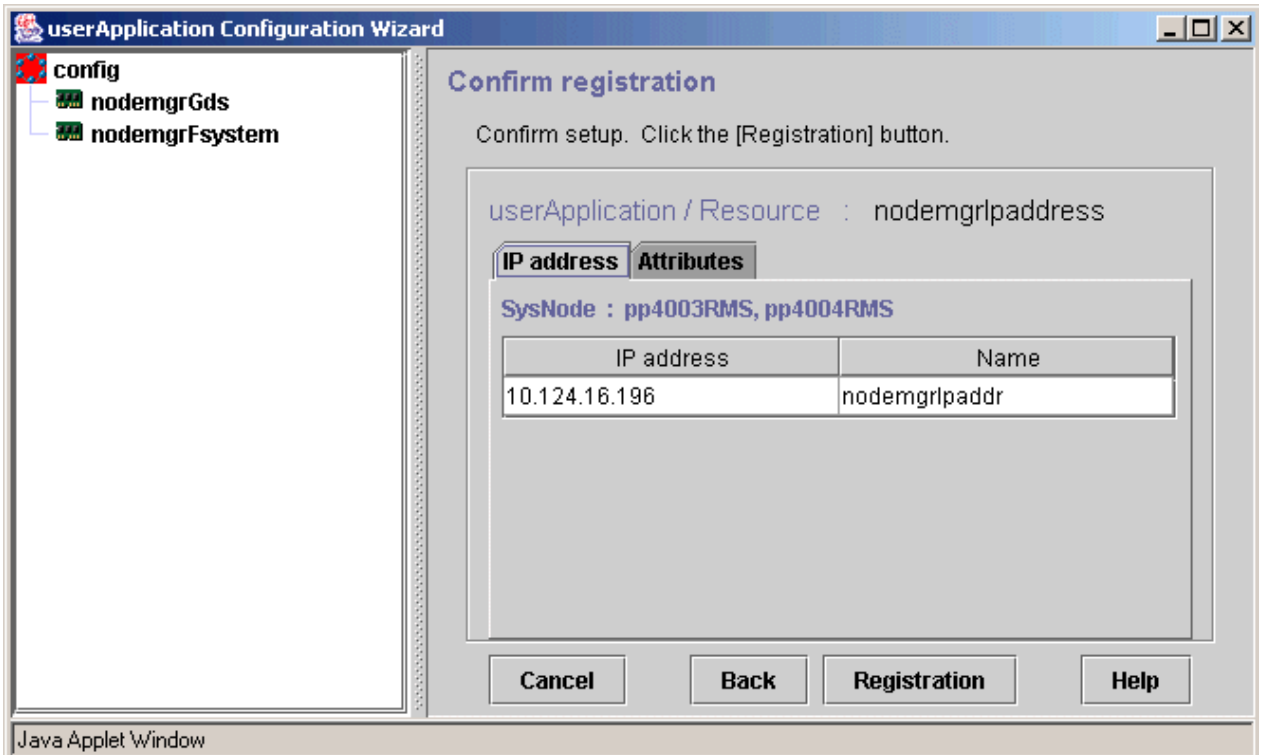 userApplication Configuration Wizard
config
nodemgrGds
nodemgrFsystem
Confirm registration
Confirm setup. Click the [Registration] button.
userApplication / Resource : nodemgrIpaddress
IP address Attributes
SysNode : pp4003RMS, pp4004RMS
IP address Name
10.124.16.196 nodemgrIpaddr
Cancel Back Registration Help
Java Applet Window